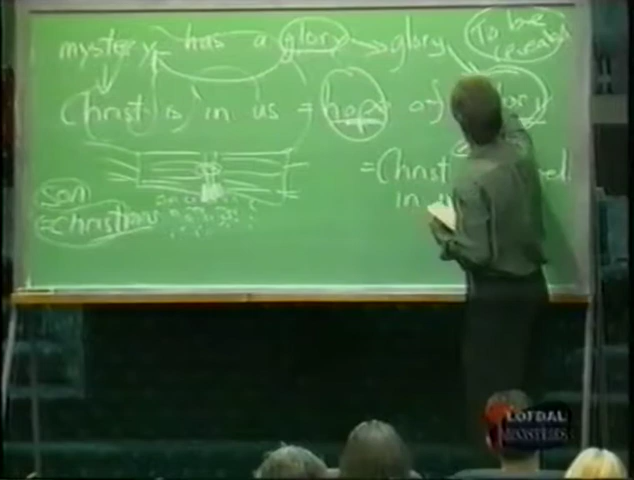 mystery has a glory → glory
To be revealed
Christ is in us = hope of glory
= Christ
in
son
= christians
LOFDAL
MINISTRIES